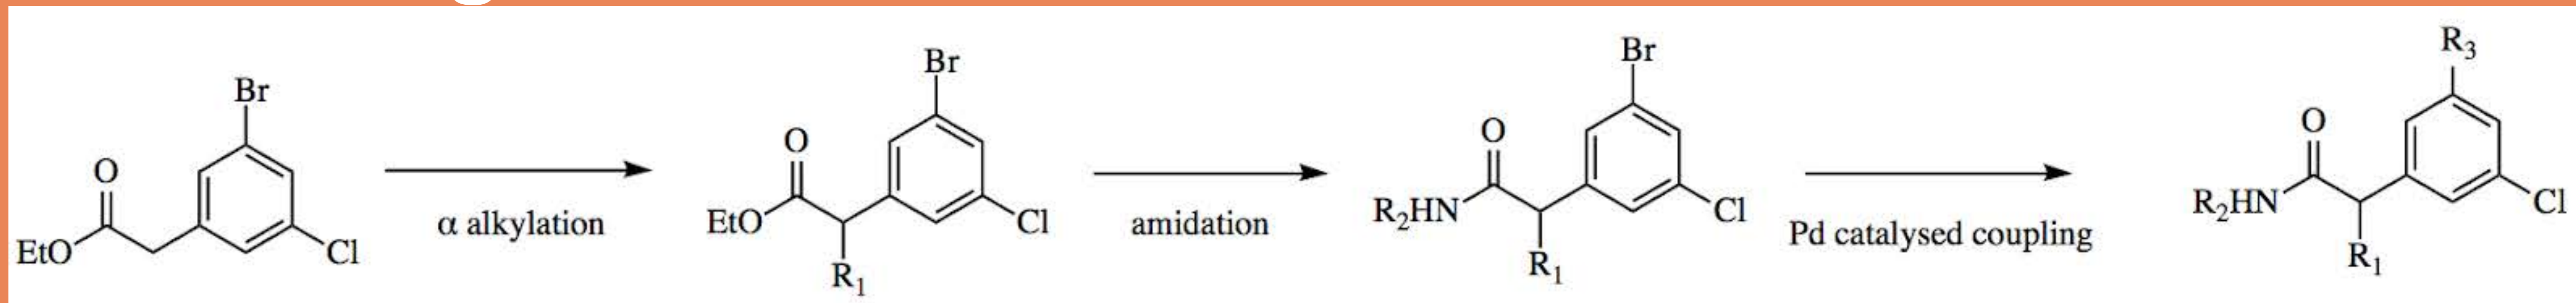 O
EtO
Br
Cl
α alkylation
O
EtO
R₁
Br
Cl
amidation
O
R₂HN
R₁
Br
Cl
Pd catalysed coupling
O
R₂HN
R₁
R₃
Cl